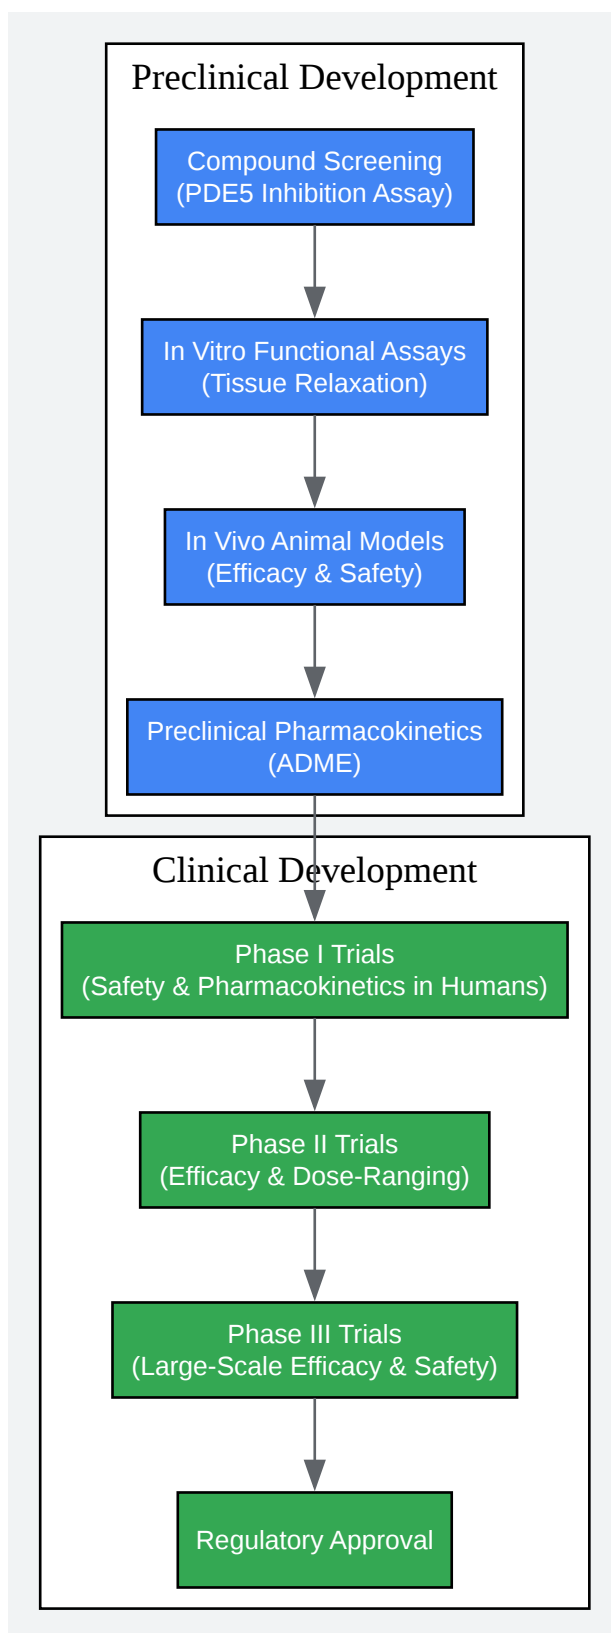 Preclinical Development
Compound Screening
(PDE5 Inhibition Assay)
In Vitro Functional Assays
(Tissue Relaxation)
In Vivo Animal Models
(Efficacy & Safety)
Preclinical Pharmacokinetics
(ADME)
Clinical Development
Phase I Trials
(Safety & Pharmacokinetics in Humans)
Phase II Trials
(Efficacy & Dose-Ranging)
Phase III Trials
(Large-Scale Efficacy & Safety)
Regulatory Approval